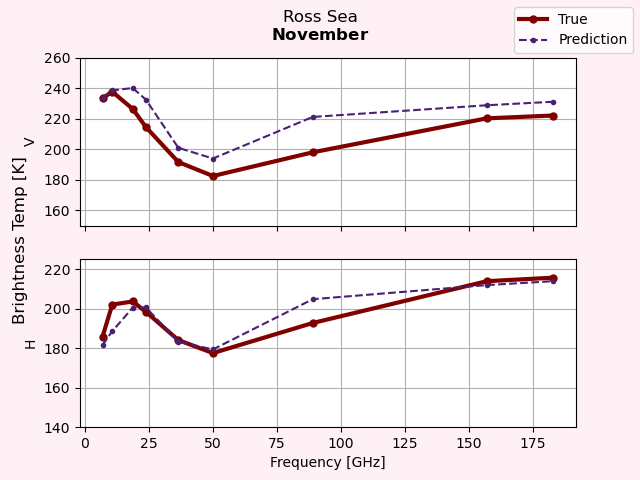 Ross Sea
November
True
Prediction
Brightness Temp [K]
V
260
240
220
200
180
160
H
220
200
180
160
140
0 25 50 75 100 125 150 175
Frequency [GHz]